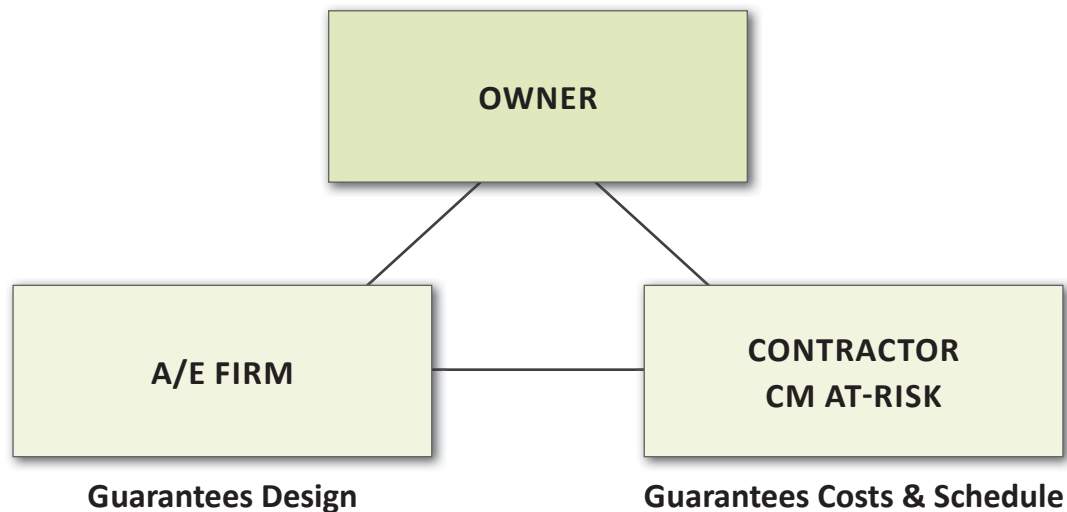 OWNER
A/E FIRM
CONTRACTOR
CM AT-RISK
Guarantees Design
Guarantees Costs & Schedule